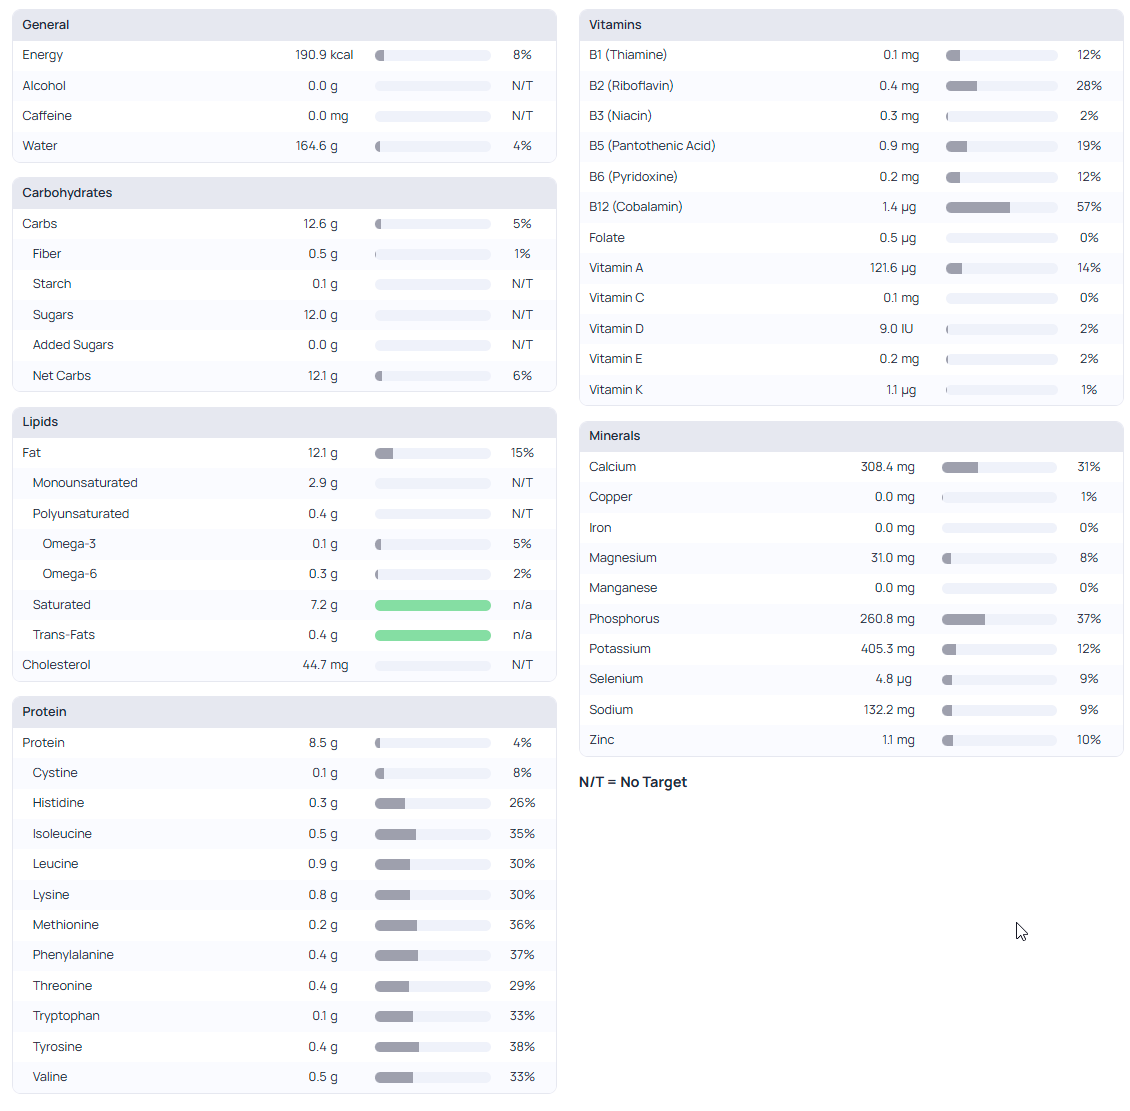 General
Energy 190.9 kcal 8%
Alcohol 0.0 g N/T
Caffeine 0.0 mg N/T
Water 164.6 g 4%
Carbohydrates
Carbs 12.6 g 5%
Fiber 0.5 g 1%
Starch 0.1 g N/T
Sugars 12.0 g N/T
Added Sugars 0.0 g N/T
Net Carbs 12.1 g 6%
Lipids
Fat 12.1 g 15%
Monounsaturated 2.9 g N/T
Polyunsaturated 0.4 g N/T
Omega-3 0.1 g 5%
Omega-6 0.3 g 2%
Saturated 7.2 g n/a
Trans-Fats 0.4 g n/a
Cholesterol 44.7 mg N/T
Protein
Protein 8.5 g 4%
Cystine 0.1 g 8%
Histidine 0.3 g 26%
Isoleucine 0.5 g 35%
Leucine 0.9 g 30%
Lysine 0.8 g 30%
Methionine 0.2 g 36%
Phenylalanine 0.4 g 37%
Threonine 0.4 g 29%
Tryptophan 0.1 g 33%
Tyrosine 0.4 g 38%
Valine 0.5 g 33%
Vitamins
B1 (Thiamine) 0.1 mg 12%
B2 (Riboflavin) 0.4 mg 28%
B3 (Niacin) 0.3 mg 2%
B5 (Pantothenic Acid) 0.9 mg 19%
B6 (Pyridoxine) 0.2 mg 12%
B12 (Cobalamin) 1.4 µg 57%
Folate 0.5 µg 0%
Vitamin A 121.6 µg 14%
Vitamin C 0.1 mg 0%
Vitamin D 9.0 IU 2%
Vitamin E 0.2 mg 2%
Vitamin K 1.1 µg 1%
Minerals
Calcium 308.4 mg 31%
Copper 0.0 mg 1%
Iron 0.0 mg 0%
Magnesium 31.0 mg 8%
Manganese 0.0 mg 0%
Phosphorus 260.8 mg 37%
Potassium 405.3 mg 12%
Selenium 4.8 µg 9%
Sodium 132.2 mg 9%
Zinc 1.1 mg 10%
N/T = No Target